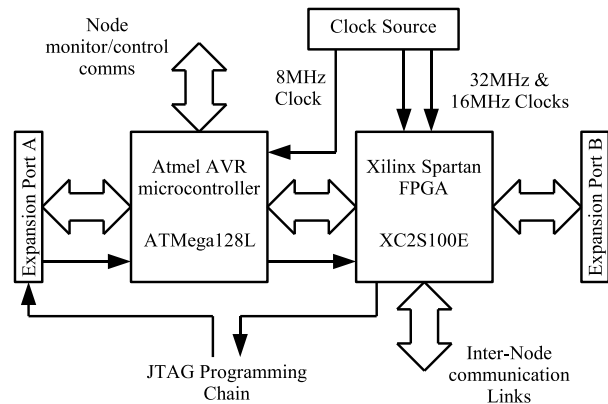 Node
monitor/control
comms
Clock Source
8MHz
Clock
32MHz &
16MHz Clocks
Expansion Port A
Atmel AVR
microcontroller
ATMega128L
Xilinx Spartan
FPGA
XC2S100E
Expansion Port B
JTAG Programming
Chain
Inter-Node
communication
Links